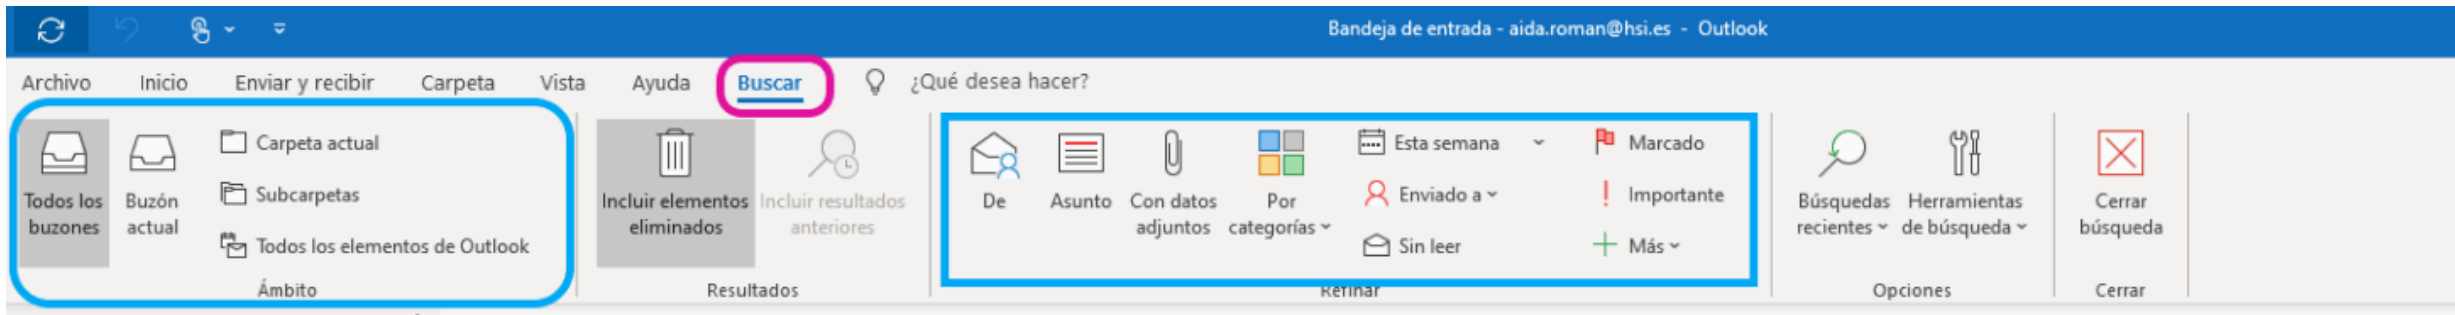 Bandeja de entrada - aida.roman@hsi.es - Outlook
Archivo Inicio Enviar y recibir Carpeta Vista Ayuda Buscar ¿Qué desea hacer?
Todos los buzones
Buzón actual
Carpeta actual
Subcarpetas
Todos los elementos de Outlook
Ámbito
Incluir elementos eliminados
Incluir resultados anteriores
Resultados
De
Asunto
Con datos adjuntos
Por categorías
Esta semana
Enviado a
Sin leer
Marcado
Importante
Más
Refinar
Búsquedas recientes
Herramientas de búsqueda
Opciones
Cerrar búsqueda
Cerrar